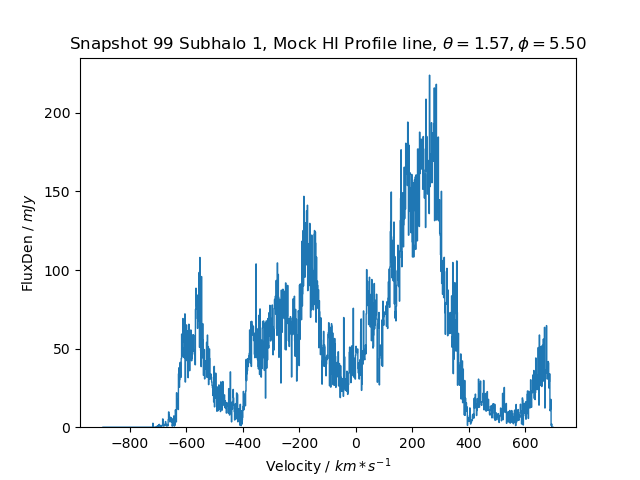 Snapshot 99 Subhalo 1, Mock HI Profile line, θ = 1.57, ϕ = 5.50
FluxDen / mJy
200
150
100
50
0
−800 −600 −400 −200 0 200 400 600
Velocity / km * s⁻¹